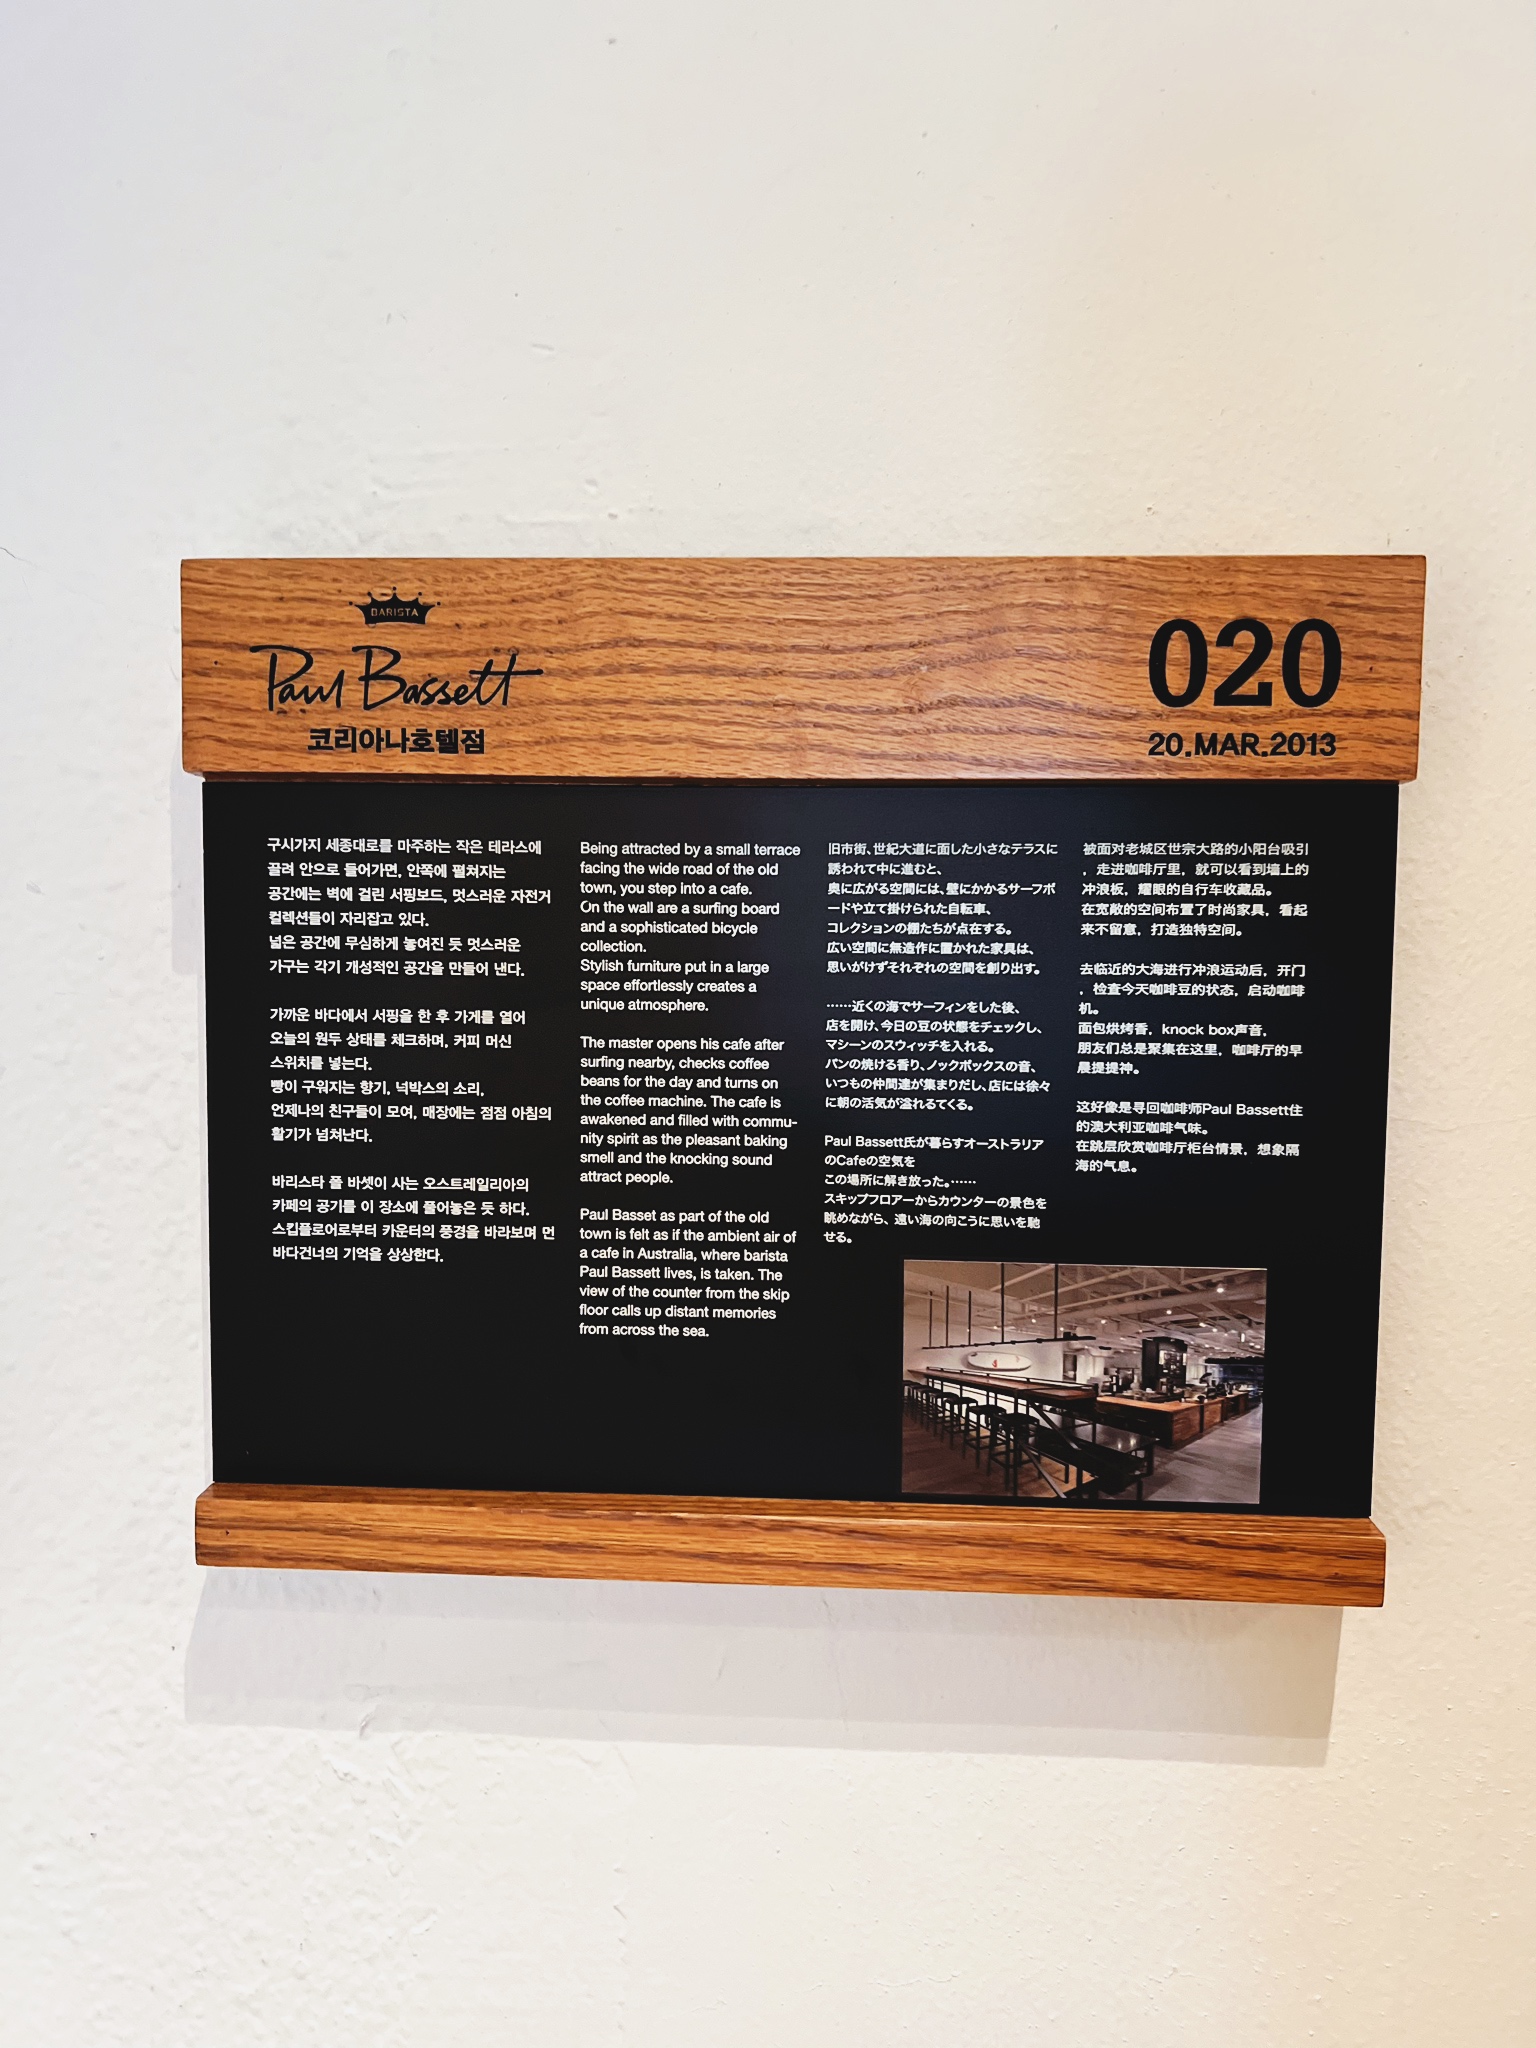 BARISTA
Paul Bassett
코리아나호텔점
020
20.MAR.2013
구시가지 세종대로를 마주하는 작은 테라스에
끌려 안으로 들어가면, 안쪽에 펼쳐지는
공간에는 벽에 걸린 서핑보드, 멋스러운 자전거
컬렉션들이 자리잡고 있다.
넓은 공간에 무심하게 놓여진 듯 멋스러운
가구는 각기 개성적인 공간을 만들어 낸다.
가까운 바다에서 서핑을 한 후 가게를 열어
오늘의 원두 상태를 체크하며, 커피 머신
스위치를 넣는다.
빵이 구워지는 향기, 넉박스의 소리,
언제나의 친구들이 모여, 매장에는 점점 아침의
활기가 넘쳐난다.
바리스타 폴 바셋이 사는 오스트레일리아의
카페의 공기를 이 장소에 풀어놓은 듯 하다.
스킵플로어로부터 카운터의 풍경을 바라보며 먼
바다건너의 기억을 상상한다.
Being attracted by a small terrace
facing the wide road of the old
town, you step into a cafe.
On the wall are a surfing board
and a sophisticated bicycle
collection.
Stylish furniture put in a large
space effortlessly creates a
unique atmosphere.
The master opens his cafe after
surfing nearby, checks coffee
beans for the day and turns on
the coffee machine. The cafe is
awakened and filled with commu-
nity spirit as the pleasant baking
smell and the knocking sound
attract people.
Paul Basset as part of the old
town is felt as if the ambient air of
a cafe in Australia, where barista
Paul Bassett lives, is taken. The
view of the counter from the skip
floor calls up distant memories
from across the sea.
旧市街、世紀大道に面した小さなテラスに
誘われて中に進むと、
奥に広がる空間には、壁にかかるサーフボ
ードや立て掛けられた自転車、
コレクションの棚たちが点在する。
広い空間に無造作に置かれた家具は、
思いがけずそれぞれの空間を創り出す。
……近くの海でサーフィンをした後、
店を開け、今日の豆の状態をチェックし、
マシーンのスウィッチを入れる。
パンの焼ける香り、ノックボックスの音、
いつもの仲間達が集まりだし、店には徐々
に朝の活気が溢れるてくる。
Paul Bassett氏が暮らすオーストラリア
のCafeの空気を
この場所に解き放った。……
スキップフロアーからカウンターの景色を
眺めながら、遠い海の向こうに思いを馳
せる。
被面对老城区世宗大路的小阳台吸引
，走进咖啡厅里，就可以看到墙上的
冲浪板，耀眼的自行车收藏品。
在宽敞的空间布置了时尚家具，看起
来不留意，打造独特空间。
去临近的大海进行冲浪运动后，开门
，检查今天咖啡豆的状态，启动咖啡
机。
面包烘烤香，knock box声音，
朋友们总是聚集在这里，咖啡厅的早
晨提提神。
这好像是寻回咖啡师Paul Bassett住
的澳大利亚咖啡气味。
在跳层欣赏咖啡厅柜台情景，想象隔
海的气息。